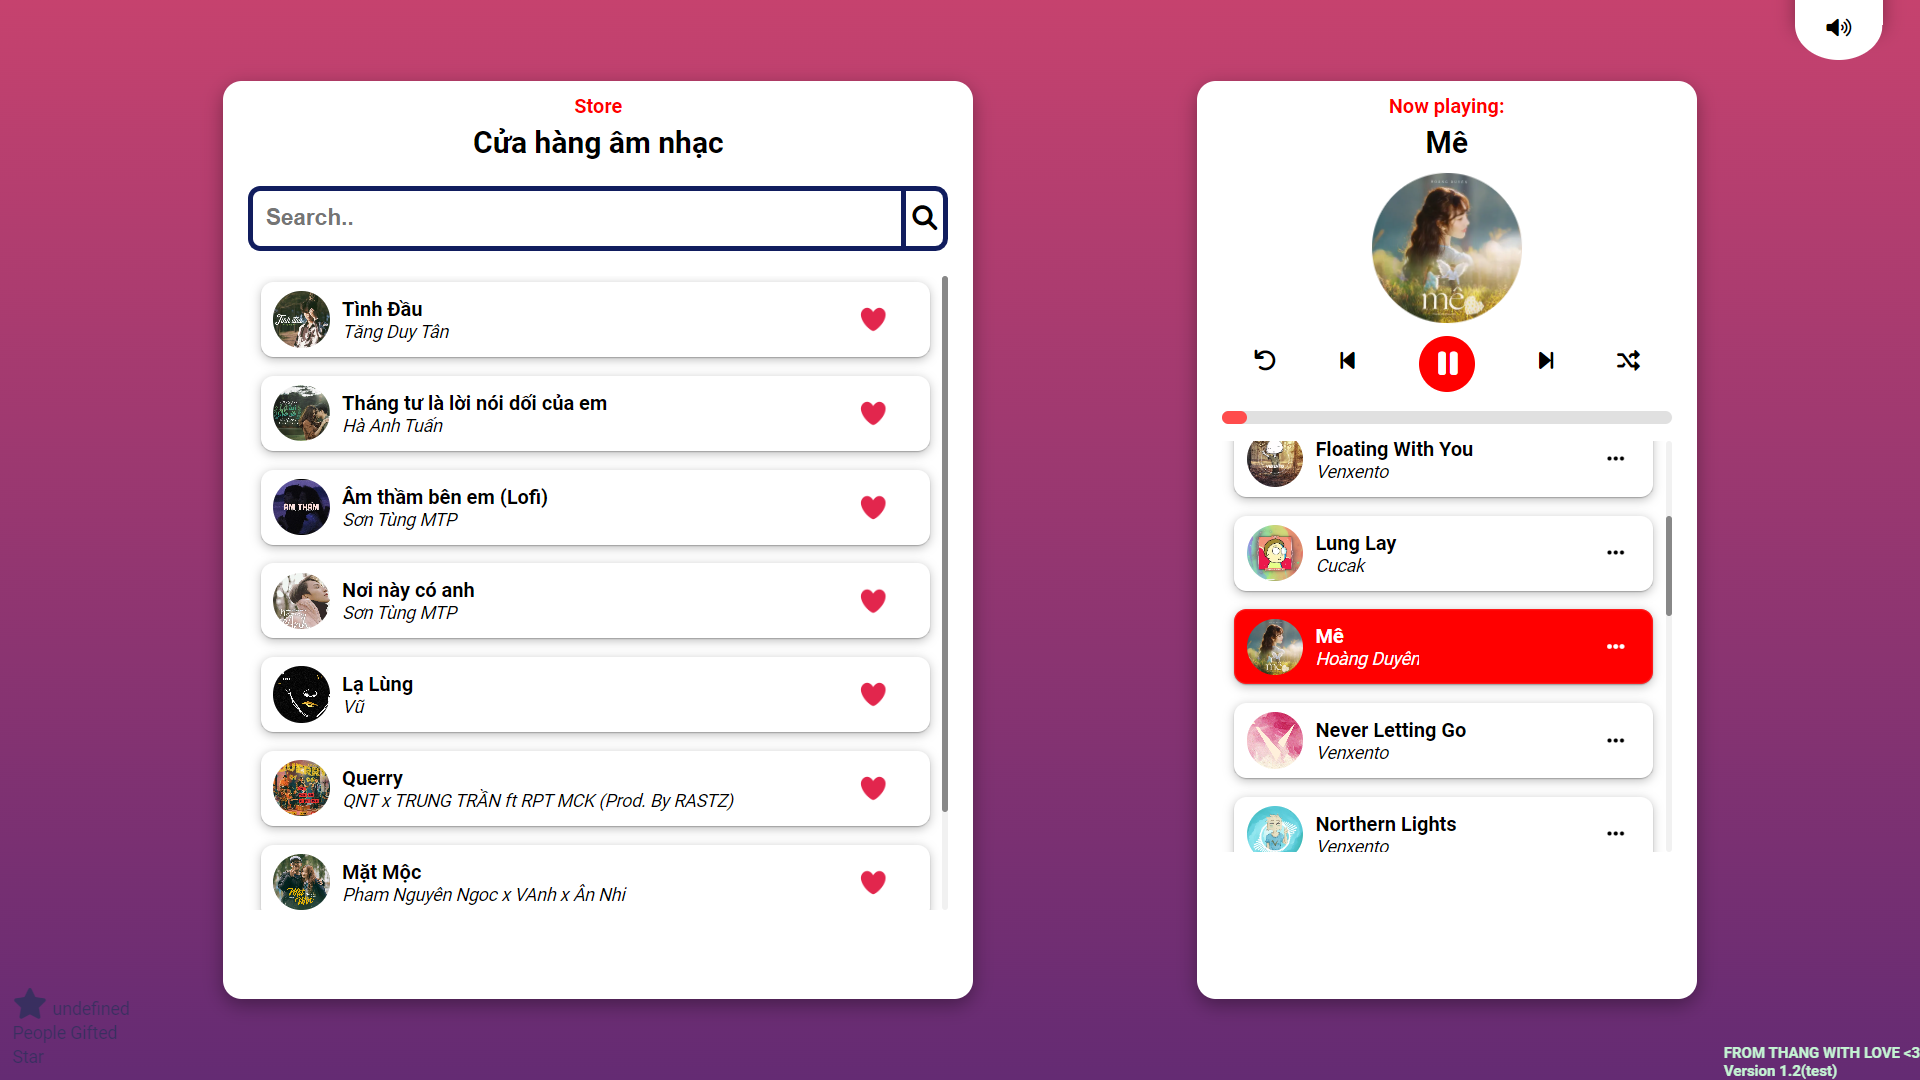 Store
Cửa hàng âm nhạc
Search..
Tình Đầu
Tăng Duy Tân
Tháng tư là lời nói dối của em
Hà Anh Tuấn
Âm thầm bên em (Lofi)
Sơn Tùng MTP
Nơi này có anh
Sơn Tùng MTP
Lạ Lùng
Vũ
Querry
QNT x TRUNG TRẦN ft RPT MCK (Prod. By RASTZ)
Mặt Mộc
Pham Nguyên Ngoc x VAnh x Ân Nhi
Now playing:
Mê
mê
Floating With You
Venxento
Lung Lay
Cucak
Mê
Hoàng Duyên
Never Letting Go
Venxento
Northern Lights
Venxento
undefined
People Gifted
Star
FROM THANG WITH LOVE <3
Version 1.2(test)